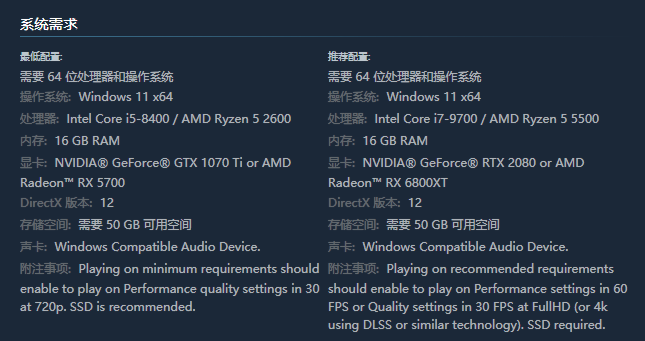 系统需求
最低配置:
需要 64 位处理器和操作系统
操作系统: Windows 11 x64
处理器: Intel Core i5-8400 / AMD Ryzen 5 2600
内存: 16 GB RAM
显卡: NVIDIA® GeForce® GTX 1070 Ti or AMD
Radeon™ RX 5700
DirectX 版本: 12
存储空间: 需要 50 GB 可用空间
声卡: Windows Compatible Audio Device.
附注事项: Playing on minimum requirements should
enable to play on Performance quality settings in 30
at 720p. SSD is recommended.
推荐配置:
需要 64 位处理器和操作系统
操作系统: Windows 11 x64
处理器: Intel Core i7-9700 / AMD Ryzen 5 5500
内存: 16 GB RAM
显卡: NVIDIA® GeForce® RTX 2080 or AMD
Radeon™ RX 6800XT
DirectX 版本: 12
存储空间: 需要 50 GB 可用空间
声卡: Windows Compatible Audio Device.
附注事项: Playing on recommended requirements
should enable to play on Performance settings in 60
FPS or Quality settings in 30 FPS at FullHD (or 4k
using DLSS or similar technology). SSD required.